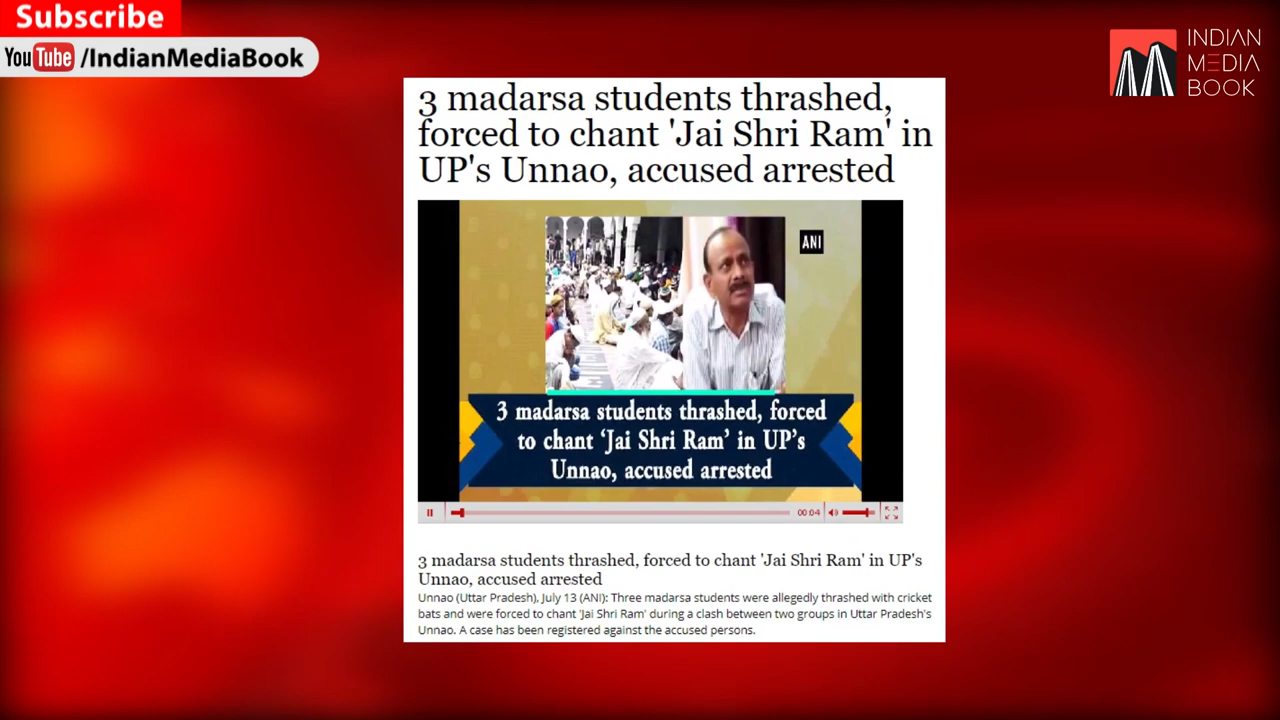 Subscribe
YouTube /IndianMediaBook
INDIAN
MEDIA
BOOK
3 madarsa students thrashed,
forced to chant 'Jai Shri Ram' in
UP's Unnao, accused arrested
ANI
3 madarsa students thrashed, forced
to chant ‘Jai Shri Ram’ in UP’s
Unnao, accused arrested
00:04
3 madarsa students thrashed, forced to chant 'Jai Shri Ram' in UP's
Unnao, accused arrested
Unnao (Uttar Pradesh), July 13 (ANI): Three madarsa students were allegedly thrashed with cricket
bats and were forced to chant 'Jai Shri Ram' during a clash between two groups in Uttar Pradesh's
Unnao. A case has been registered against the accused persons.